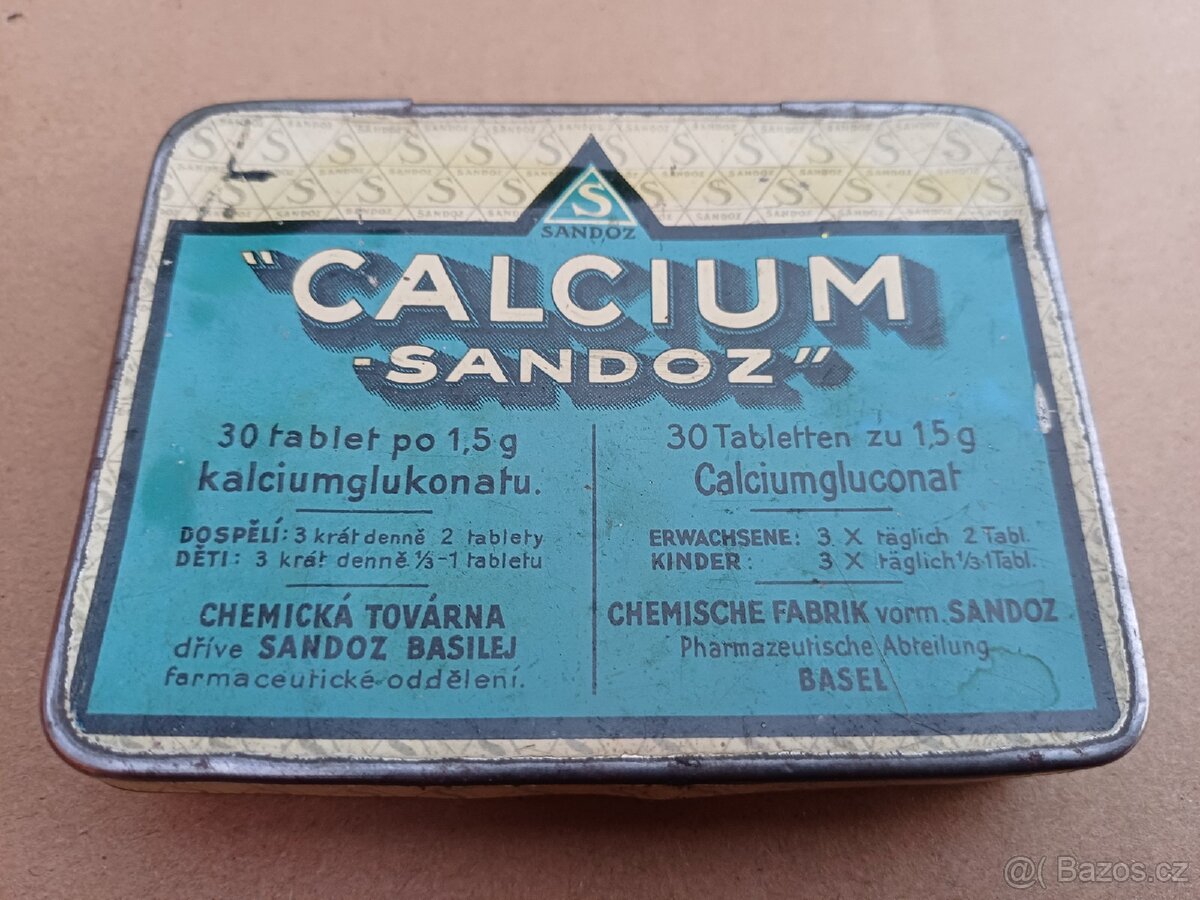 S
SANDOZ
"CALCIUM
-SANDOZ"
30 tablet po 1,5 g
kalciumglukonatu.
DOSPĚLÍ: 3 krát denně 2 tablety
DĚTI: 3 krát denně ⅓-1 tabletu
CHEMICKÁ TOVÁRNA
dříve SANDOZ BASILEJ
farmaceutické oddělení.
30 Tabletten zu 1,5 g
Calciumgluconat
ERWACHSENE: 3 X täglich 2 Tabl.
KINDER: 3 X täglich ⅓-1 Tabl.
CHEMISCHE FABRIK vorm. SANDOZ
Pharmazeutische Abteilung
BASEL
@( Bazos.cz